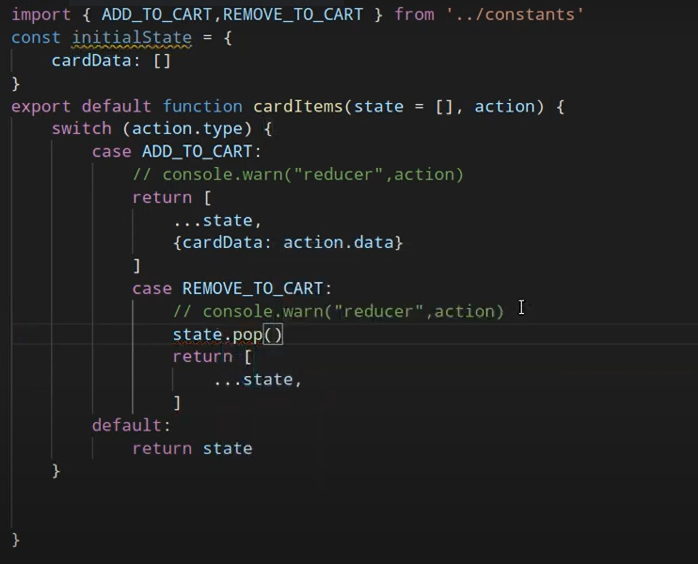 import { ADD_TO_CART,REMOVE_TO_CART } from '../constants'
const initialState = {
    cardData: []
}
export default function cardItems(state = [], action) {
    switch (action.type) {
        case ADD_TO_CART:
            // console.warn("reducer",action)
            return [
                ...state,
                {cardData: action.data}
            ]
            case REMOVE_TO_CART:
                // console.warn("reducer",action)
                state.pop()
                return [
                    ...state,
                ]
        default:
            return state
    }
}